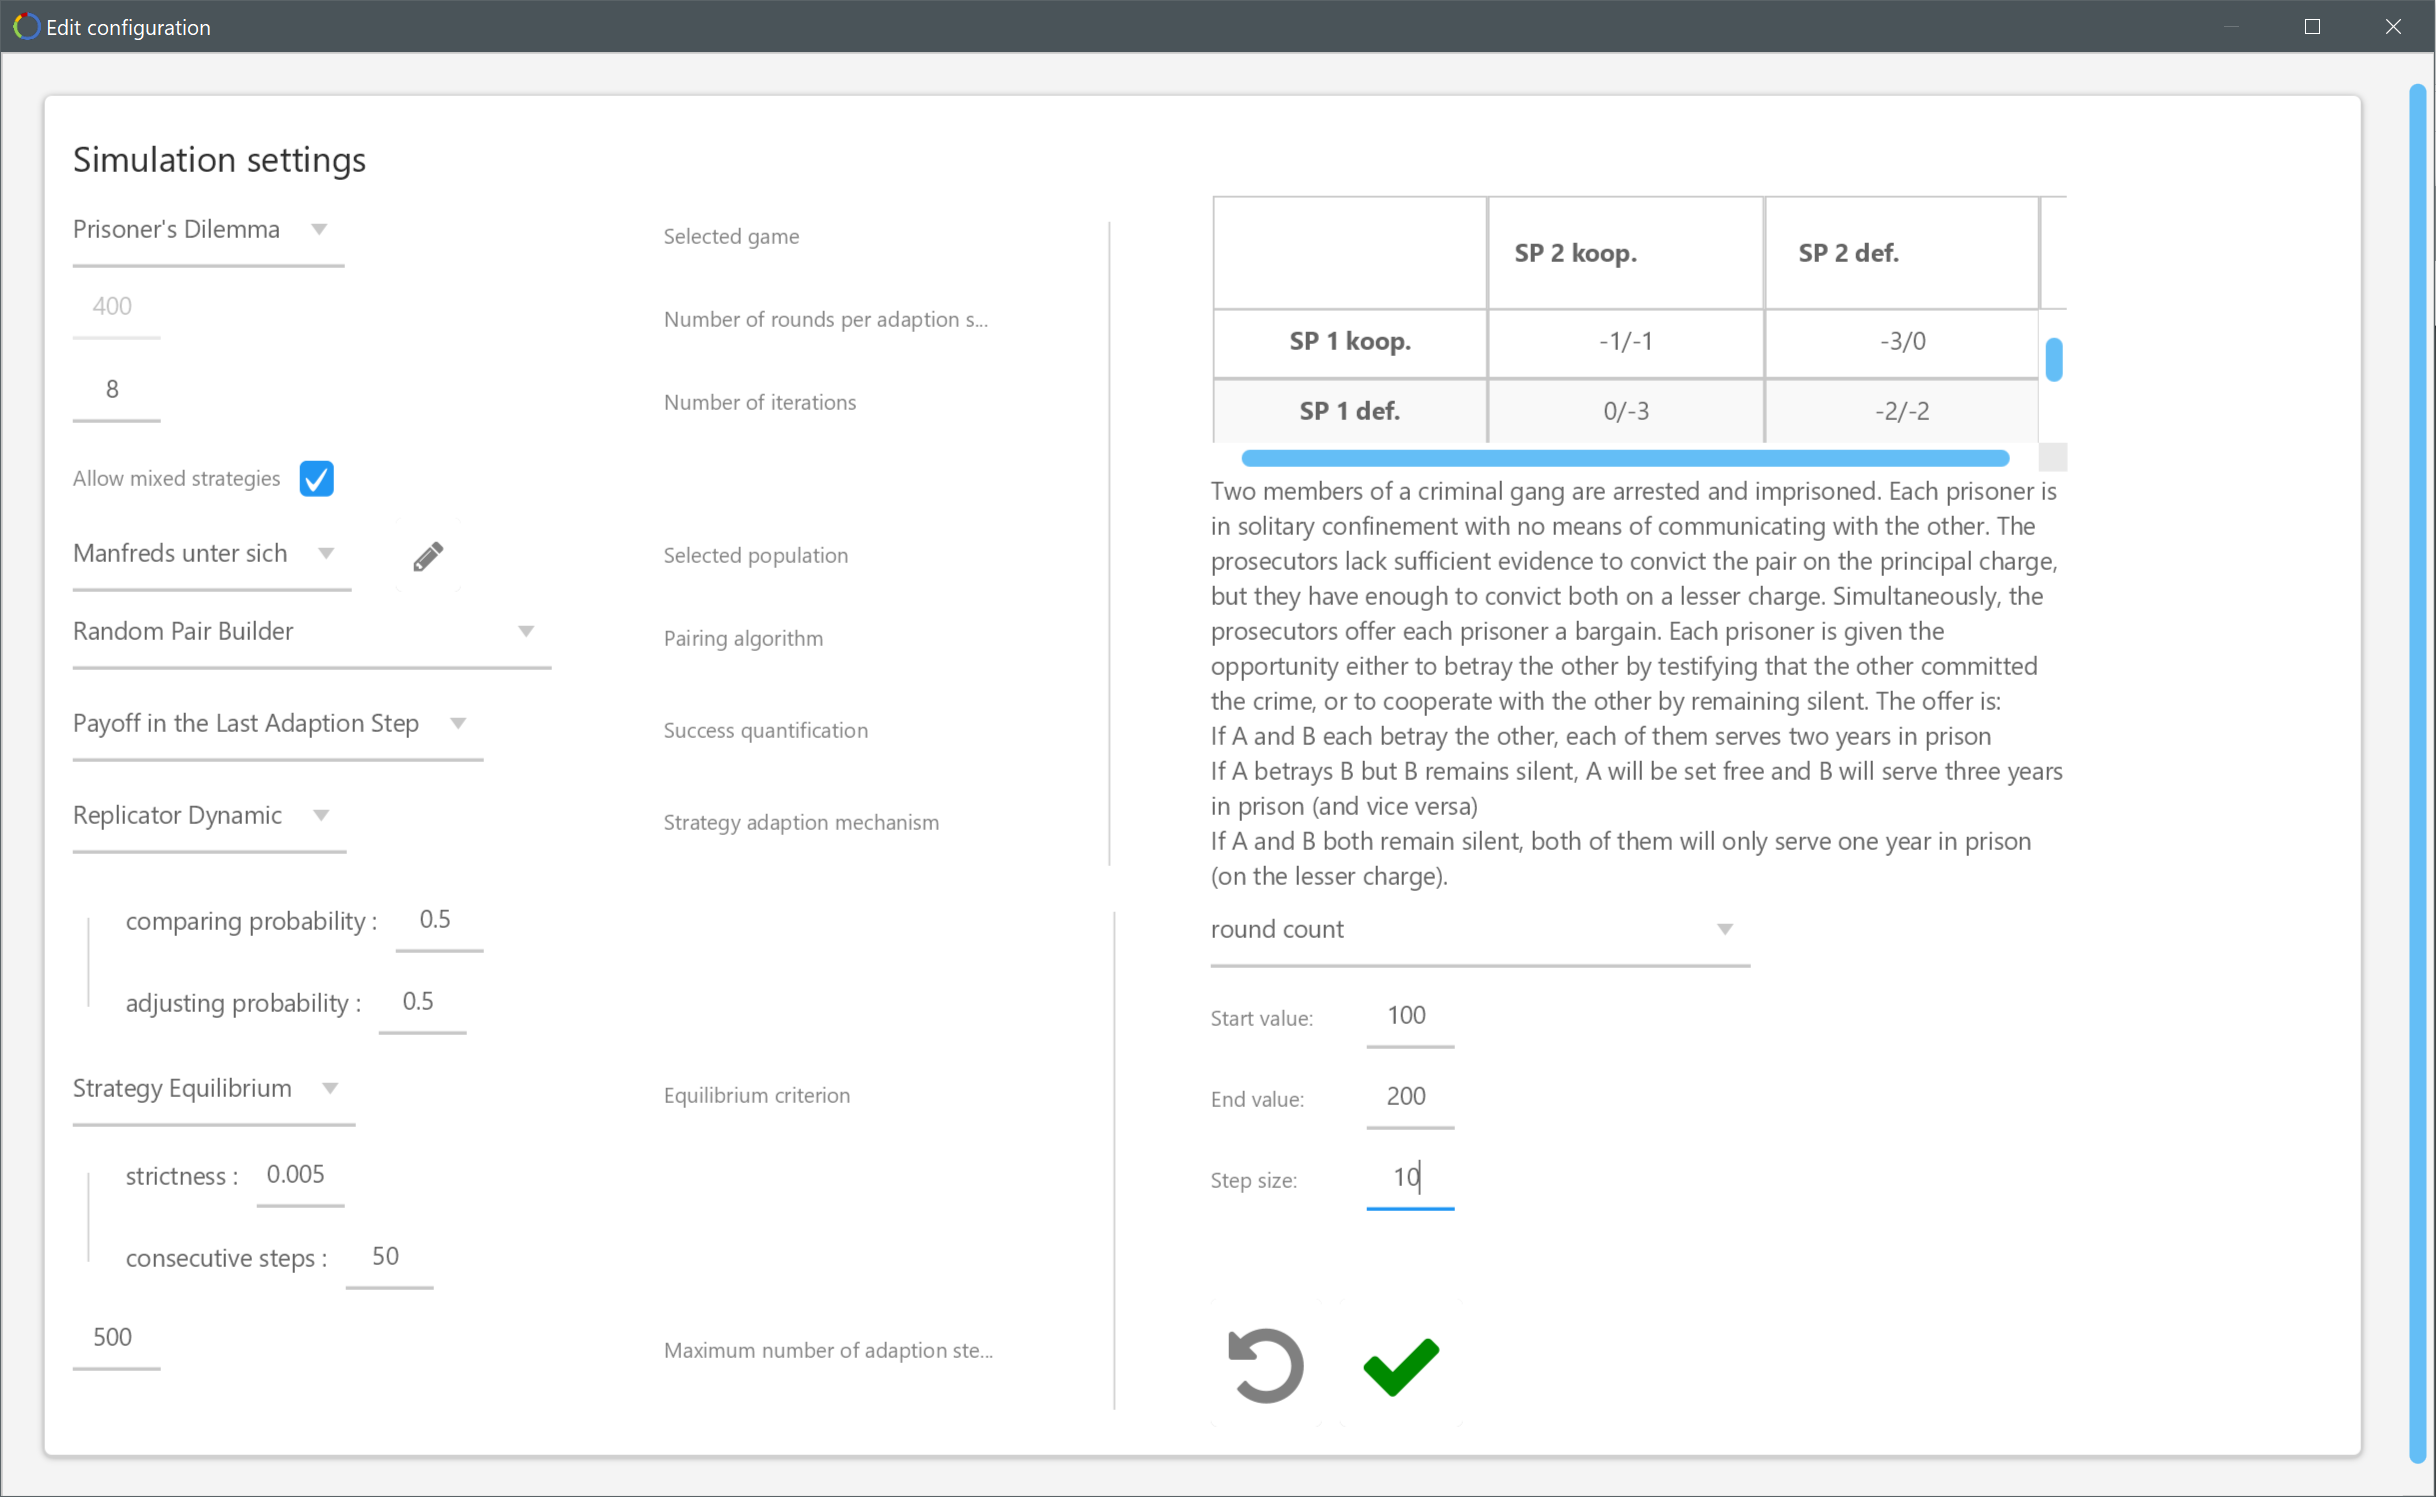 Edit configuration
Simulation settings
Prisoner's Dilemma
Selected game
400
Number of rounds per adaption s...
8
Number of iterations
Allow mixed strategies
Manfreds unter sich
Selected population
Random Pair Builder
Pairing algorithm
Payoff in the Last Adaption Step
Success quantification
Replicator Dynamic
Strategy adaption mechanism
comparing probability : 0.5
adjusting probability : 0.5
Strategy Equilibrium
Equilibrium criterion
strictness : 0.005
consecutive steps : 50
500
Maximum number of adaption ste...
SP 2 koop. SP 2 def.
SP 1 koop. -1/-1 -3/0
SP 1 def. 0/-3 -2/-2
Two members of a criminal gang are arrested and imprisoned. Each prisoner is
in solitary confinement with no means of communicating with the other. The
prosecutors lack sufficient evidence to convict the pair on the principal charge,
but they have enough to convict both on a lesser charge. Simultaneously, the
prosecutors offer each prisoner a bargain. Each prisoner is given the
opportunity either to betray the other by testifying that the other committed
the crime, or to cooperate with the other by remaining silent. The offer is:
If A and B each betray the other, each of them serves two years in prison
If A betrays B but B remains silent, A will be set free and B will serve three years
in prison (and vice versa)
If A and B both remain silent, both of them will only serve one year in prison
(on the lesser charge).
round count
Start value: 100
End value: 200
Step size: 10